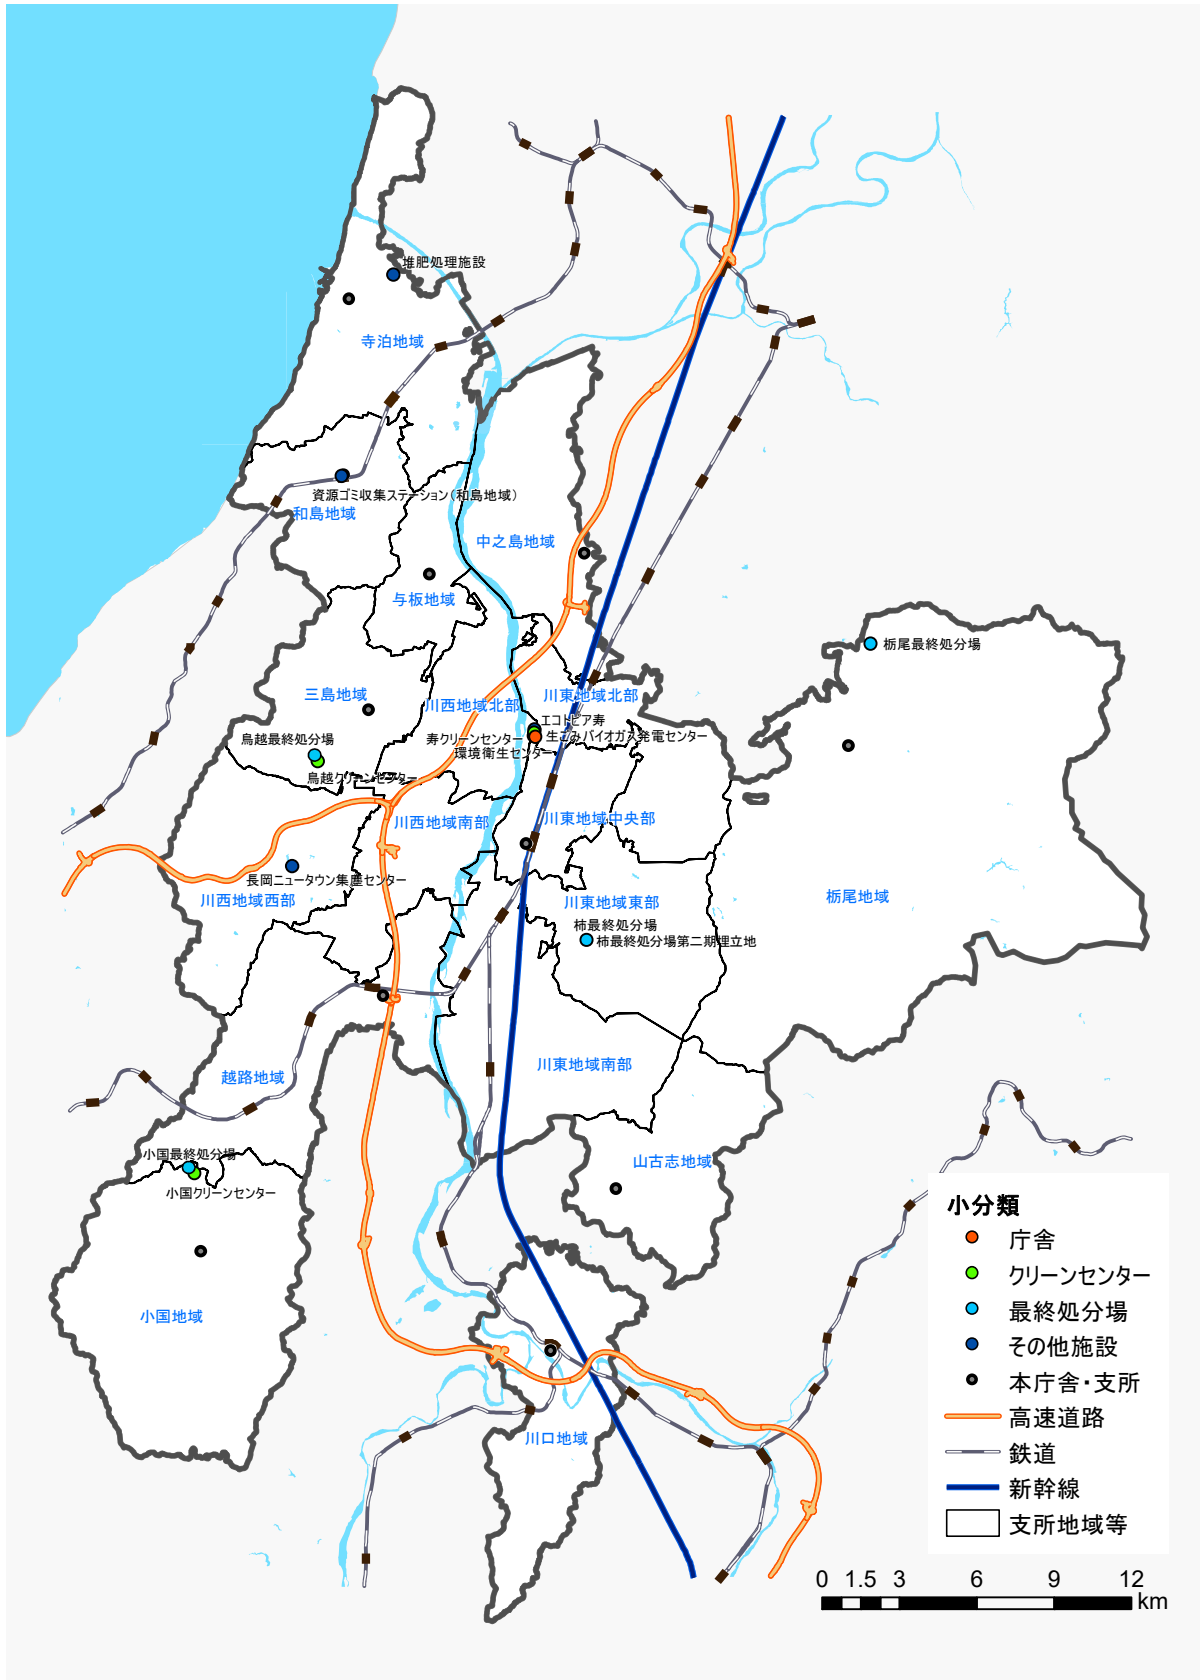 堆肥処理施設
寺泊地域
資源ゴミ収集ステーション(和島地域)
和島地域
中之島地域
与板地域
栃尾最終処分場
三島地域
川西地域北部
川東地域北部
エコトピア寿
寿クリーンセンター
生ごみバイオガス発電センター
環境衛生センター
鳥越最終処分場
鳥越クリーンセンター
川西地域南部
川東地域中央部
長岡ニュータウン集塵センター
川西地域西部
川東地域東部
栃尾地域
柿最終処分場
柿最終処分場第二期埋立地
越路地域
川東地域南部
小国最終処分場
小国クリーンセンター
山古志地域
小国地域
川口地域
小分類
庁舎
クリーンセンター
最終処分場
その他施設
本庁舎・支所
高速道路
鉄道
新幹線
支所地域等
0 1.5 3 6 9 12
km